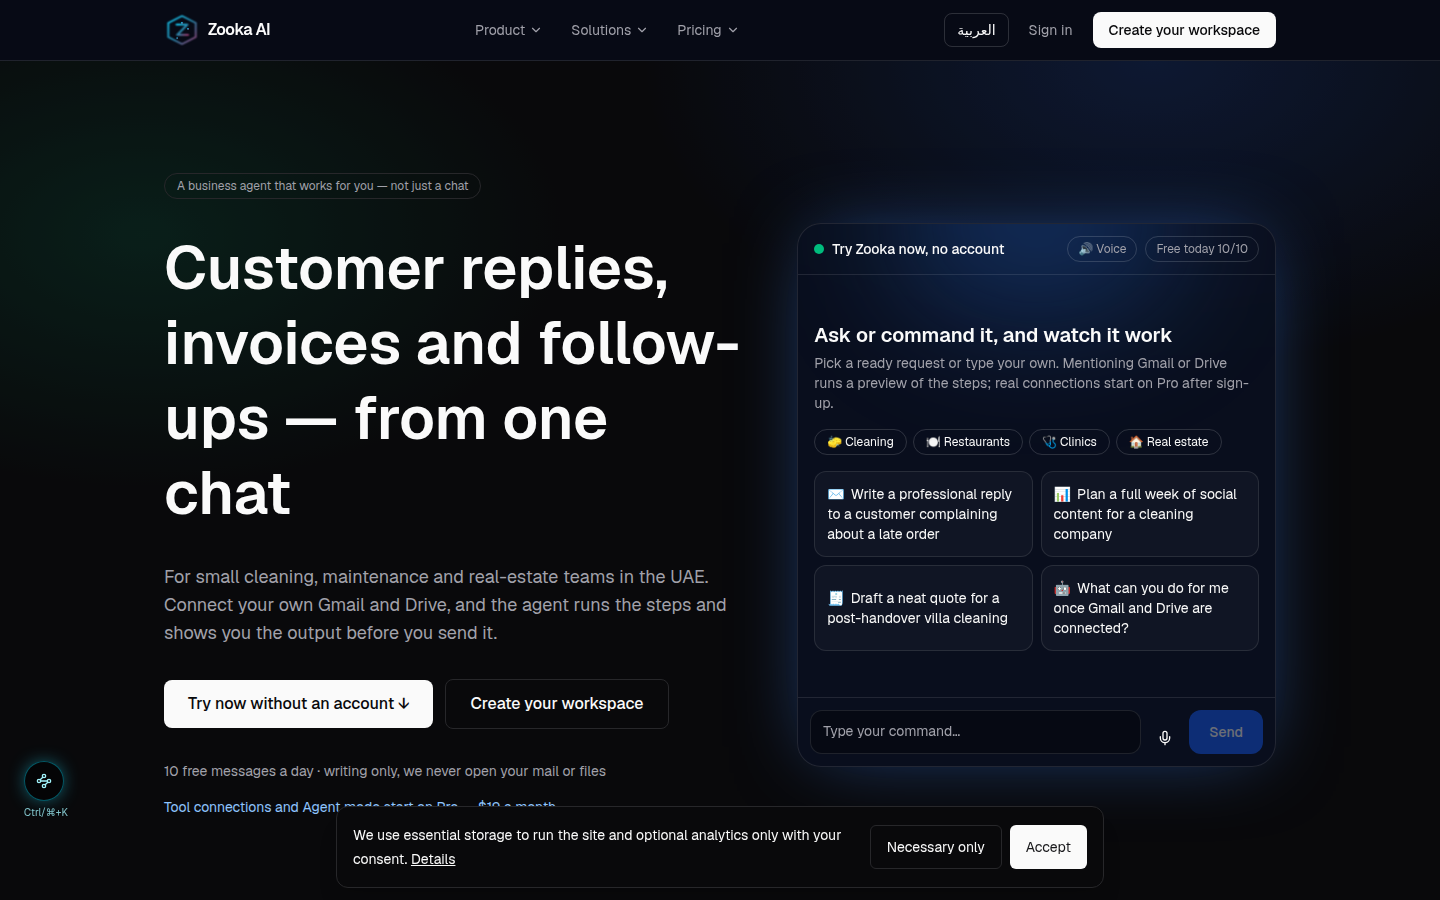 Zooka AI
Product
Solutions
Pricing
العربية
Sign in
Create your workspace
A business agent that works for you — not just a chat
Customer replies,
invoices and follow-
ups — from one
chat
For small cleaning, maintenance and real-estate teams in the UAE.
Connect your own Gmail and Drive, and the agent runs the steps and
shows you the output before you send it.
Try now without an account ↓
Create your workspace
10 free messages a day · writing only, we never open your mail or files
Tool connections and Agent mode start on Pro — $19 a month
Ctrl/⌘+K
Try Zooka now, no account
🔊 Voice
Free today 10/10
Ask or command it, and watch it work
Pick a ready request or type your own. Mentioning Gmail or Drive
runs a preview of the steps; real connections start on Pro after sign-
up.
🧽 Cleaning
🍽️ Restaurants
🩺 Clinics
🏠 Real estate
✉️ Write a professional reply
to a customer complaining
about a late order
📊 Plan a full week of social
content for a cleaning
company
🧾 Draft a neat quote for a
post-handover villa cleaning
🤖 What can you do for me
once Gmail and Drive are
connected?
Type your command...
Send
We use essential storage to run the site and optional analytics only with your
consent. Details
Necessary only
Accept